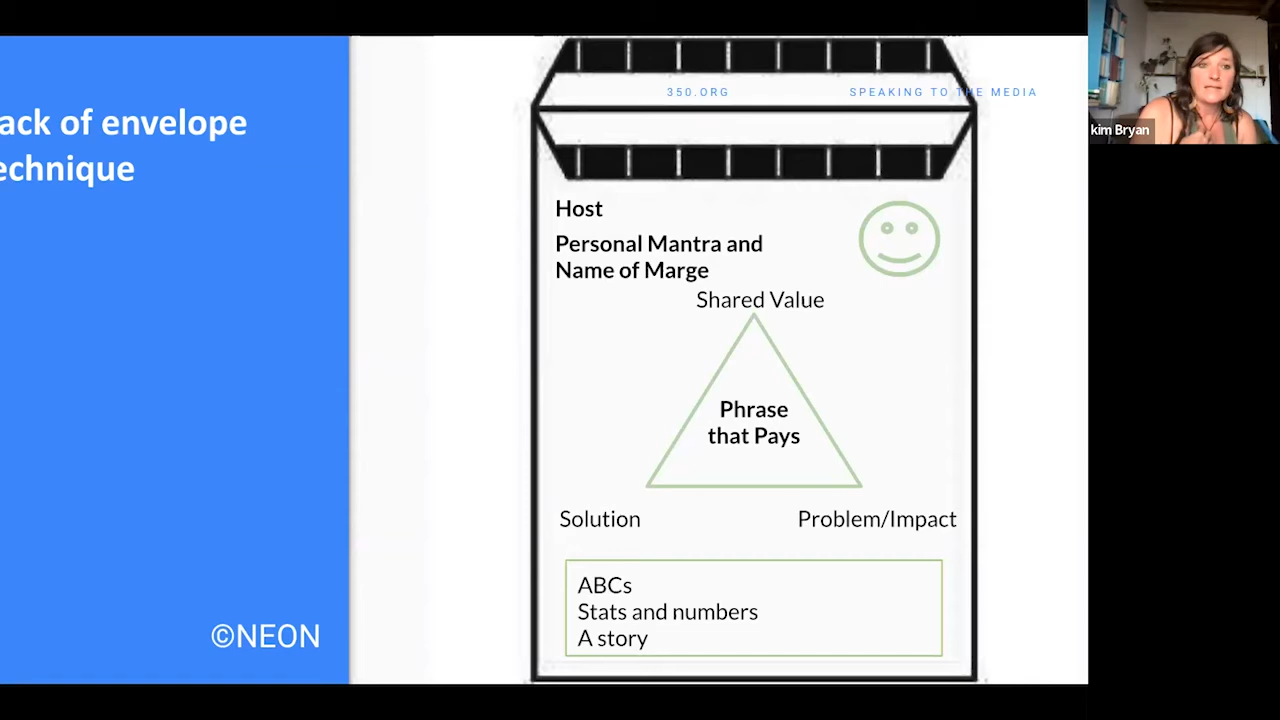 ack of envelope
echnique
350.ORG
SPEAKING TO THE MEDIA
kim Bryan
Host
Personal Mantra and
Name of Marge
Shared Value
Phrase
that Pays
Solution
Problem/Impact
ABCs
Stats and numbers
A story
©NEON